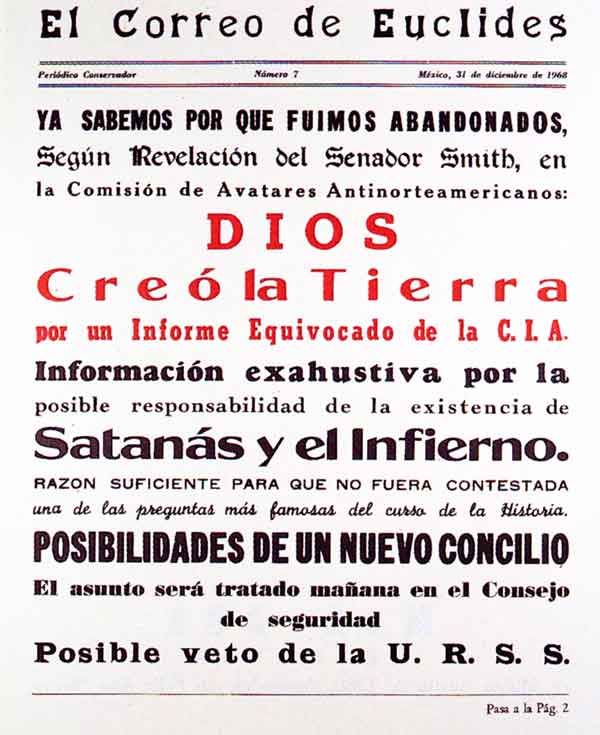 El Correo de Euclides
Periódico Conservador Número 7 México, 31 de diciembre de 1968
YA SABEMOS POR QUE FUIMOS ABANDONADOS,
Según Revelación del Senador Smith, en
la Comisión de Avatares Antinorteamericanos:
DIOS
Creó la Tierra
por un Informe Equivocado de la C. I. A.
Información exahustiva por la
posible responsabilidad de la existencia de
Satanás y el Infierno.
RAZON SUFICIENTE PARA QUE NO FUERA CONTESTADA
una de las preguntas más famosas del curso de la Historia.
POSIBILIDADES DE UN NUEVO CONCILIO
El asunto será tratado mañana en el Consejo
de seguridad
Posible veto de la U. R. S. S.
Pasa a la Pág. 2